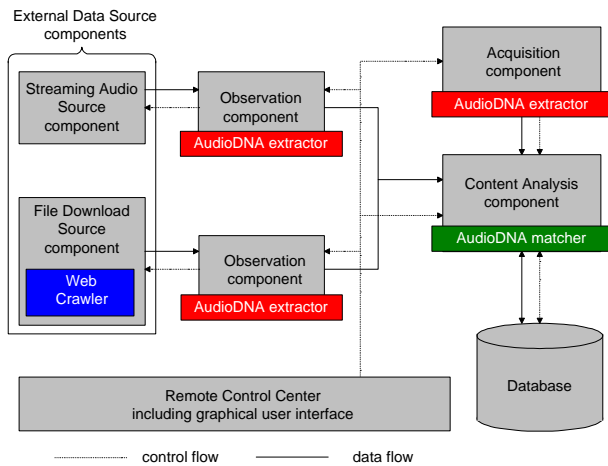 External Data Source
components
Streaming Audio
Source
component
Observation
component
AudioDNA extractor
Acquisition
component
AudioDNA extractor
Content Analysis
component
AudioDNA matcher
File Download
Source
component
Web
Crawler
Observation
component
AudioDNA extractor
Database
Remote Control Center
including graphical user interface
control flow
data flow